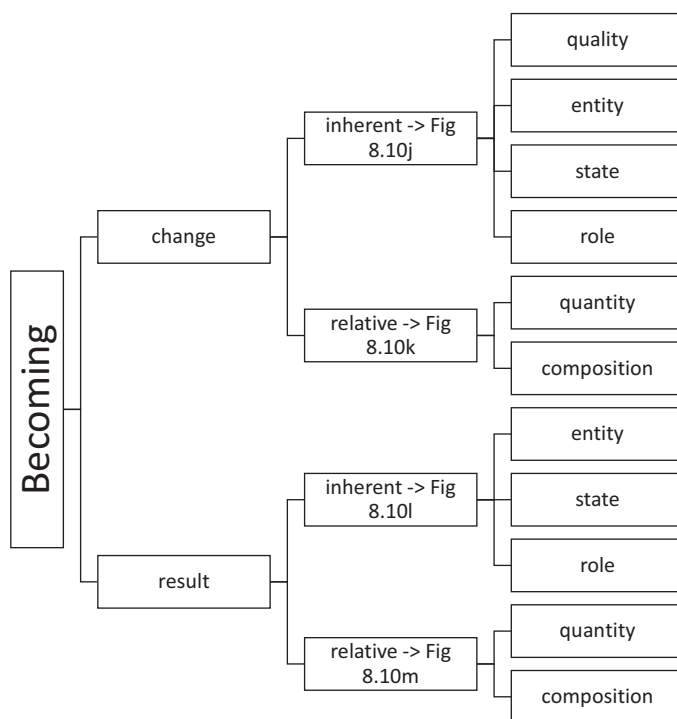 Becoming
change
inherent -> Fig
8.10j
quality
entity
state
role
relative -> Fig
8.10k
quantity
composition
result
inherent -> Fig
8.10l
entity
state
role
relative -> Fig
8.10m
quantity
composition